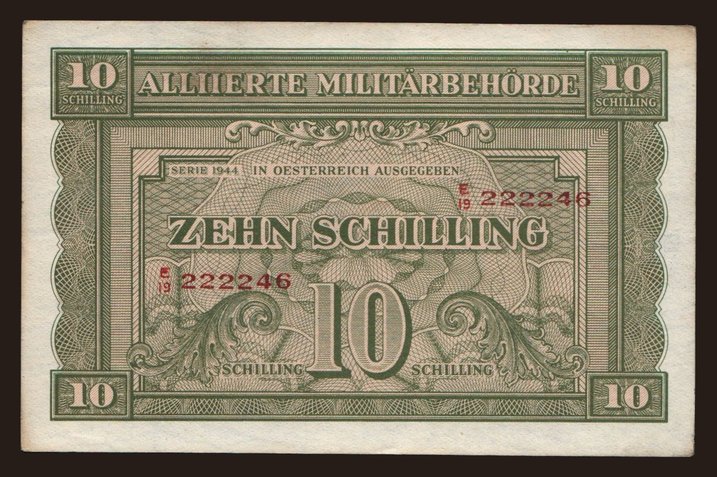 10 ALLIIERTE MILITÄRBEHÖRDE 10
SCHILLING SCHILLING
SERIE 1944 IN OESTERREICH AUSGEGEBEN
E/19 222246
ZEHN SCHILLING
E/19 222246
SCHILLING 10 SCHILLING
10 10